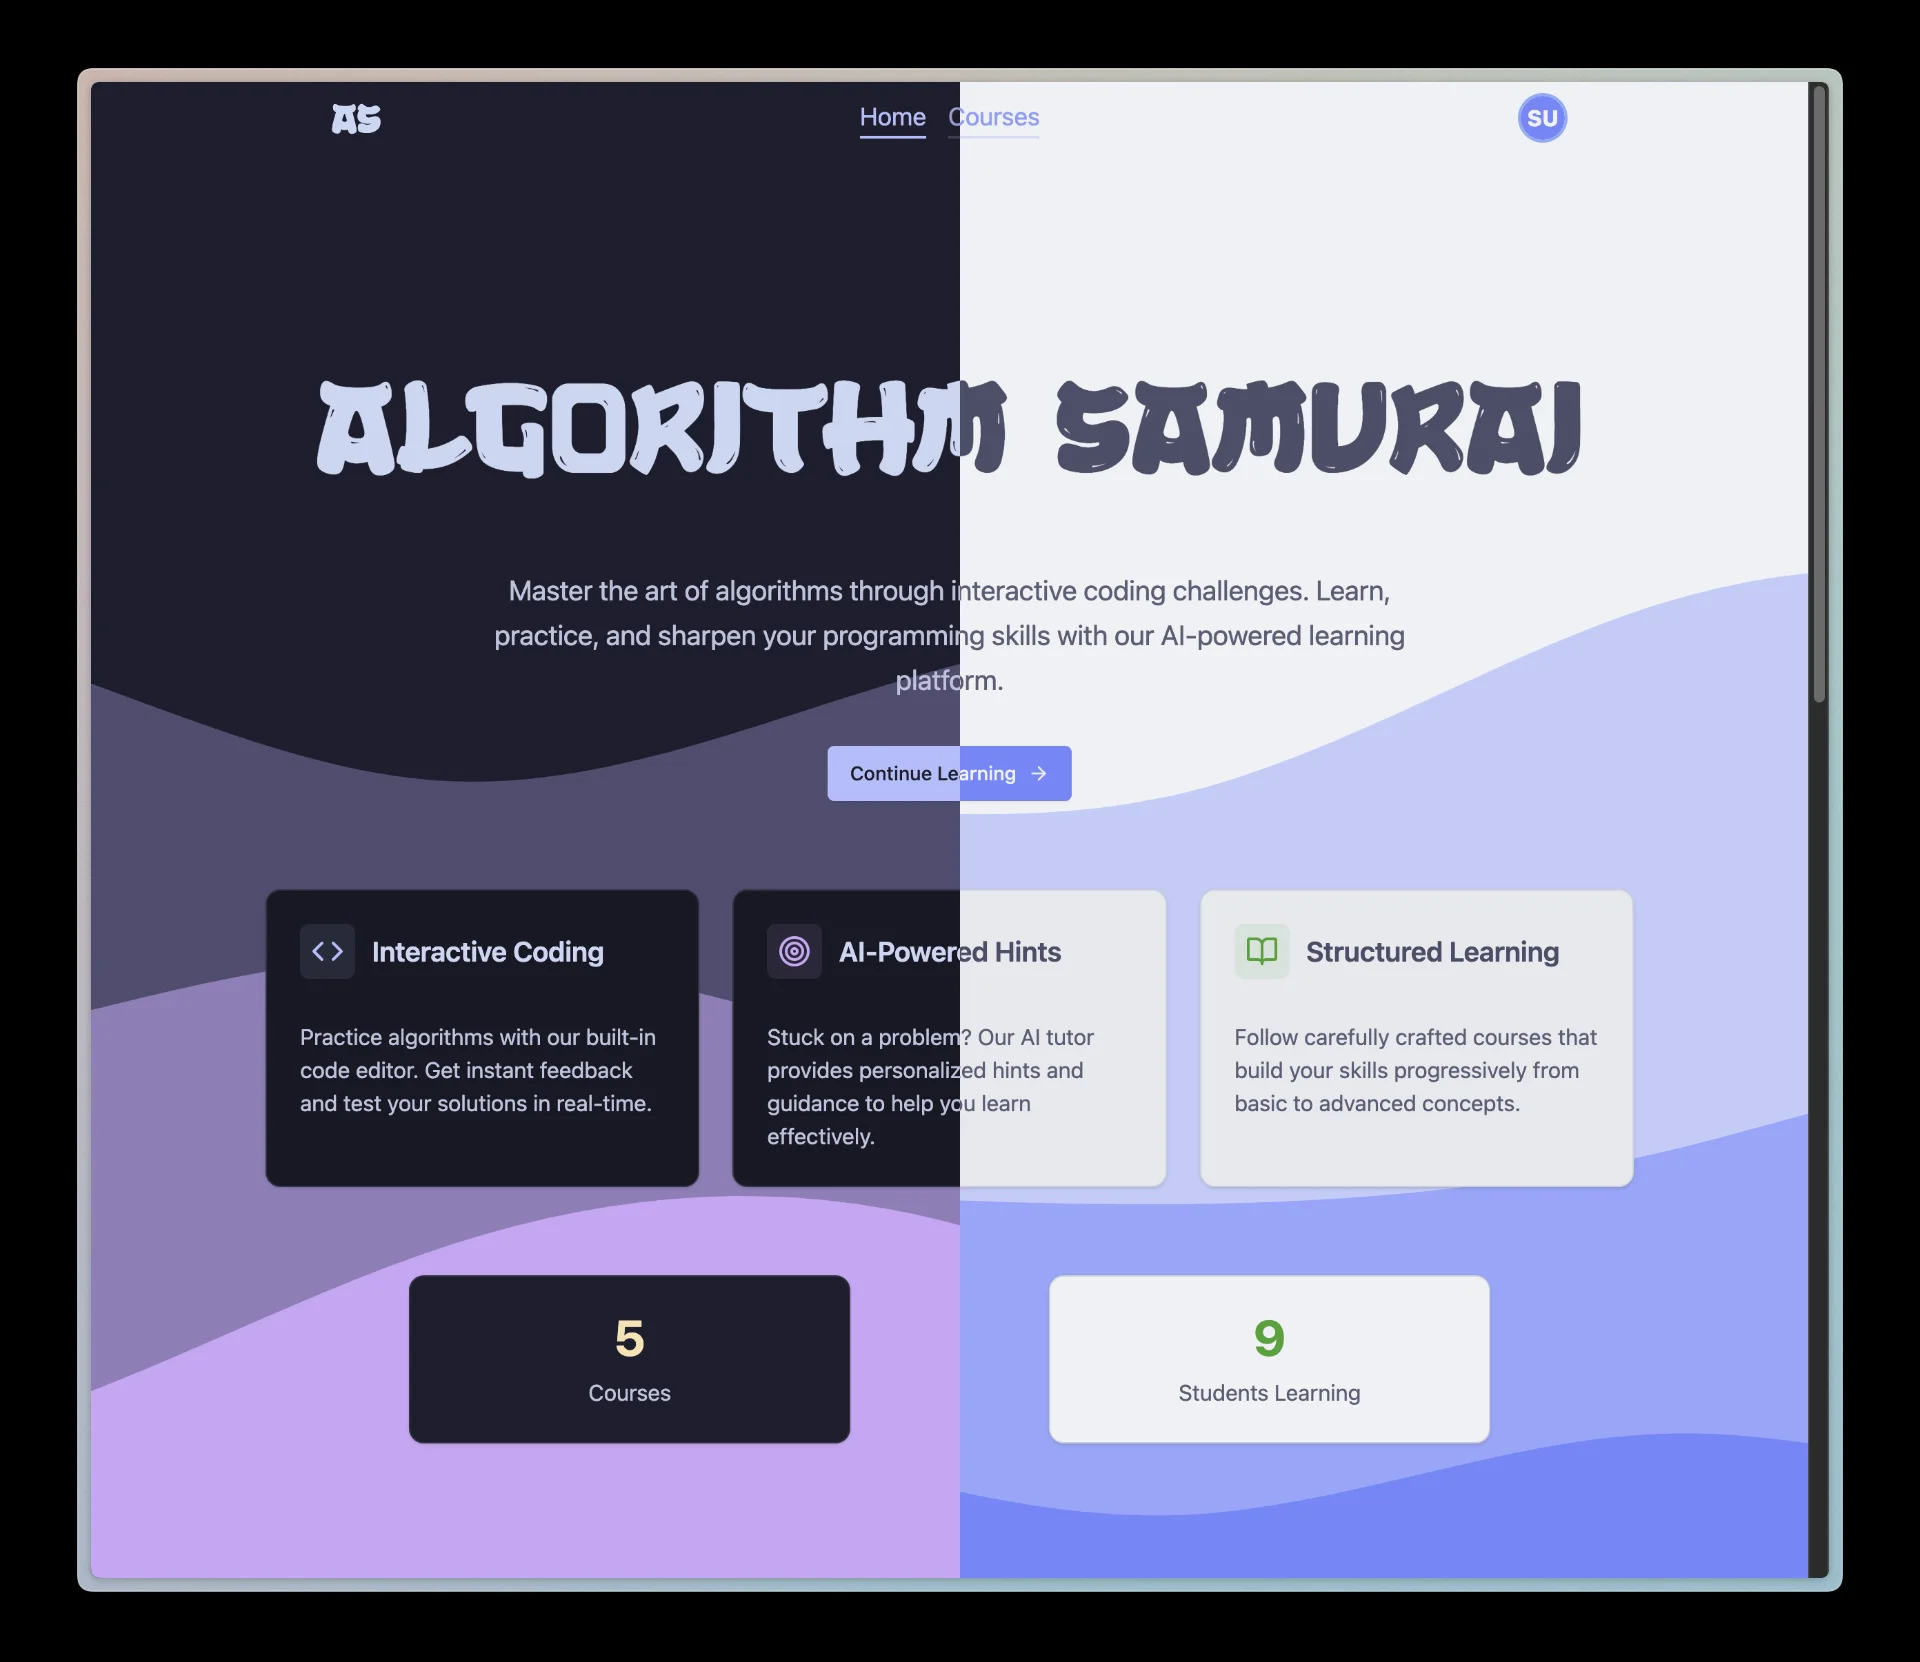 AS
Home Courses
SU
ALGORITHM SAMURAI
Master the art of algorithms through interactive coding challenges. Learn,
practice, and sharpen your programming skills with our AI-powered learning
platform.
Continue Learning →
Interactive Coding
Practice algorithms with our built-in
code editor. Get instant feedback
and test your solutions in real-time.
AI-Powered Hints
Stuck on a problem? Our AI tutor
provides personalized hints and
guidance to help you learn
effectively.
Structured Learning
Follow carefully crafted courses that
build your skills progressively from
basic to advanced concepts.
5
Courses
9
Students Learning